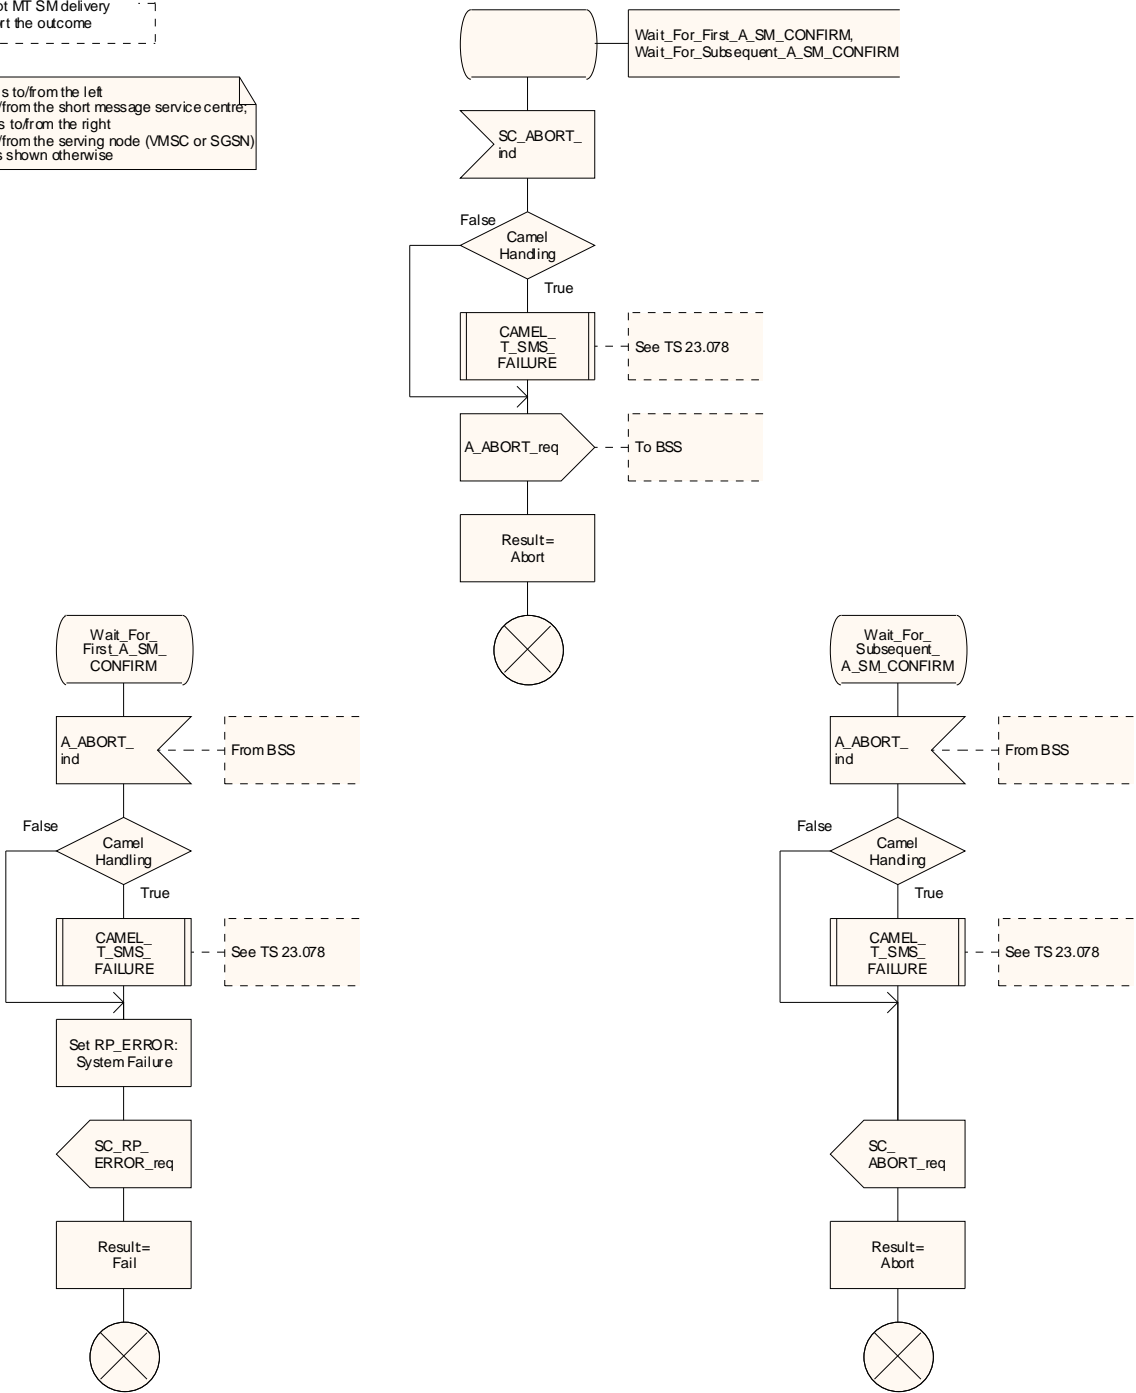 MT SM delivery
the outcome
s to/from the left
/from the short message service centre;
s to/from the right
/from the serving node (VMSC or SGSN)
s shown otherwise
Wait_For_First_A_SM_CONFIRM,
Wait_For_Subsequent_A_SM_CONFIRM
SC_ABORT_
ind
False
Camel
Handling
True
CAMEL_
T_SMS_
FAILURE
See TS 23.078
A_ABORT_req
To BSS
Result=
Abort
Wait_For_
First_A_SM_
CONFIRM
A_ABORT_
ind
From BSS
False
Camel
Handling
True
CAMEL_
T_SMS_
FAILURE
See TS 23.078
Set RP_ERROR:
System Failure
SC_RP_
ERROR_req
Result=
Fail
Wait_For_
Subsequent_
A_SM_CONFIRM
A_ABORT_
ind
From BSS
False
Camel
Handling
True
CAMEL_
T_SMS_
FAILURE
See TS 23.078
SC_
ABORT_req
Result=
Abort